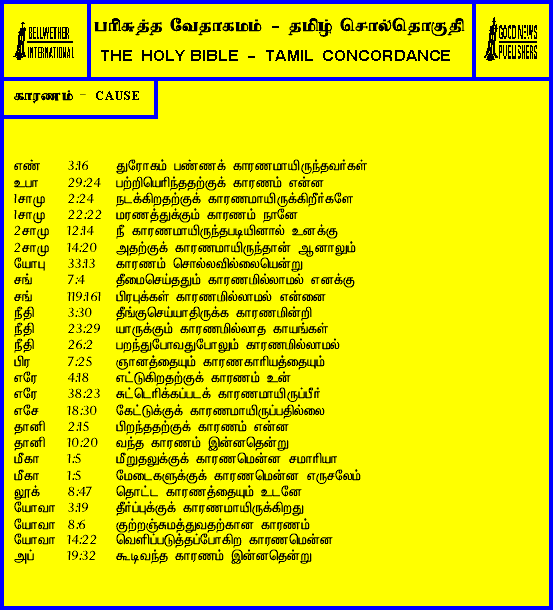 BELLWETHER
INTERNATIONAL
பரிசுத்த வேதாகமம் - தமிழ் சொல்தொகுதி
THE HOLY BIBLE - TAMIL CONCORDANCE
GOOD NEWS
PUBLISHERS
காரணம் - CAUSE
எண் 3:16 துரோகம் பண்ணக் காரணமாயிருந்தவர்கள்
உபா 29:24 பற்றியெரிந்ததற்குக் காரணம் என்ன
1சாமு 2:24 நடக்கிறதற்குக் காரணமாயிருக்கிறீர்களே
1சாமு 22:22 மரணத்துக்கும் காரணம் நானே
2சாமு 12:14 நீ காரணமாயிருந்தபடியினால் உனக்கு
2சாமு 14:20 அதற்குக் காரணமாயிருந்தான் ஆனாலும்
யோபு 33:13 காரணம் சொல்லவில்லையென்று
சங் 7:4 தீமைசெய்ததும் காரணமில்லாமல் எனக்கு
சங் 119:161 பிரபுக்கள் காரணமில்லாமல் என்னை
நீதி 3:30 தீங்குசெய்யாதிருக்க காரணமின்றி
நீதி 23:29 யாருக்கும் காரணமில்லாத காயங்கள்
நீதி 26:2 பறந்துபோவதுபோலும் காரணமில்லாமல்
பிர 7:25 ஞானத்தையும் காரணகாரியத்தையும்
எரே 4:18 எட்டுகிறதற்குக் காரணம் உன்
எரே 38:23 சுட்டெரிக்கப்படக் காரணமாயிருப்பீர்
எசே 18:30 கேட்டுக்குக் காரணமாயிருப்பதில்லை
தானி 2:15 பிறந்ததற்குக் காரணம் என்ன
தானி 10:20 வந்த காரணம் இன்னதென்று
மீகா 1:5 மீறுதலுக்குக் காரணமென்ன சமாரியா
மீகா 1:5 மேடைகளுக்குக் காரணமென்ன எருசலேம்
லூக் 8:47 தொட்ட காரணத்தையும் உடனே
யோவா 3:19 தீர்ப்புக்குக் காரணமாயிருக்கிறது
யோவா 8:6 குற்றஞ்சுமத்துவதற்கான காரணம்
யோவா 14:22 வெளிப்படுத்தப்போகிற காரணமென்ன
அப் 19:32 கூடிவந்த காரணம் இன்னதென்று